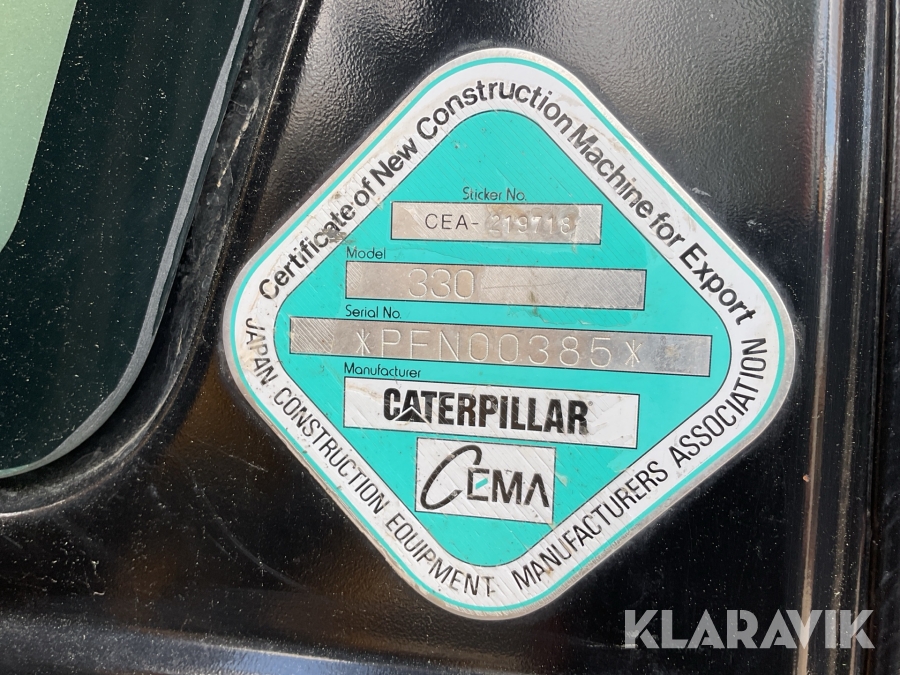 Certificate of New Construction Machine for Export
Sticker No.
CEA-219718
Model
330
Serial No.
*PFN00385*
Manufacturer
CATERPILLAR
CEMA
JAPAN CONSTRUCTION EQUIPMENT MANUFACTURERS ASSOCIATION
KLARAVIK